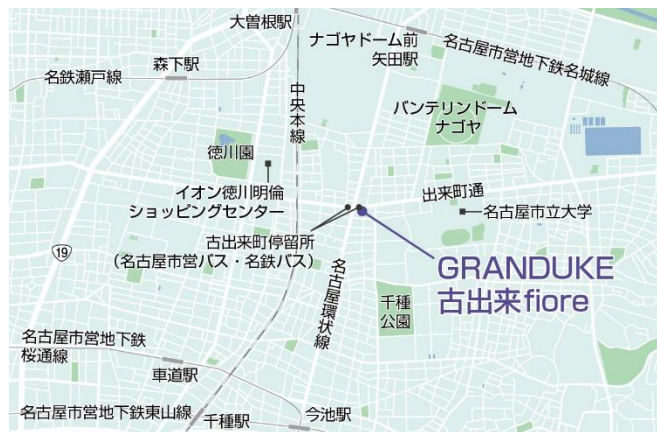 大曽根駅
ナゴヤドーム前
矢田駅
名古屋市営地下鉄名城線
森下駅
名鉄瀬戸線
中央本線
バンテリンドーム
ナゴヤ
徳川園
イオン徳川明倫
ショッピングセンター
出来町通
名古屋市立大学
古出来町停留所
(名古屋市営バス・名鉄バス)
19
GRANDUKE
古出来fiore
名古屋環状線
千種
公園
名古屋市営地下鉄
桜通線
車道駅
名古屋市営地下鉄東山線
千種駅
今池駅